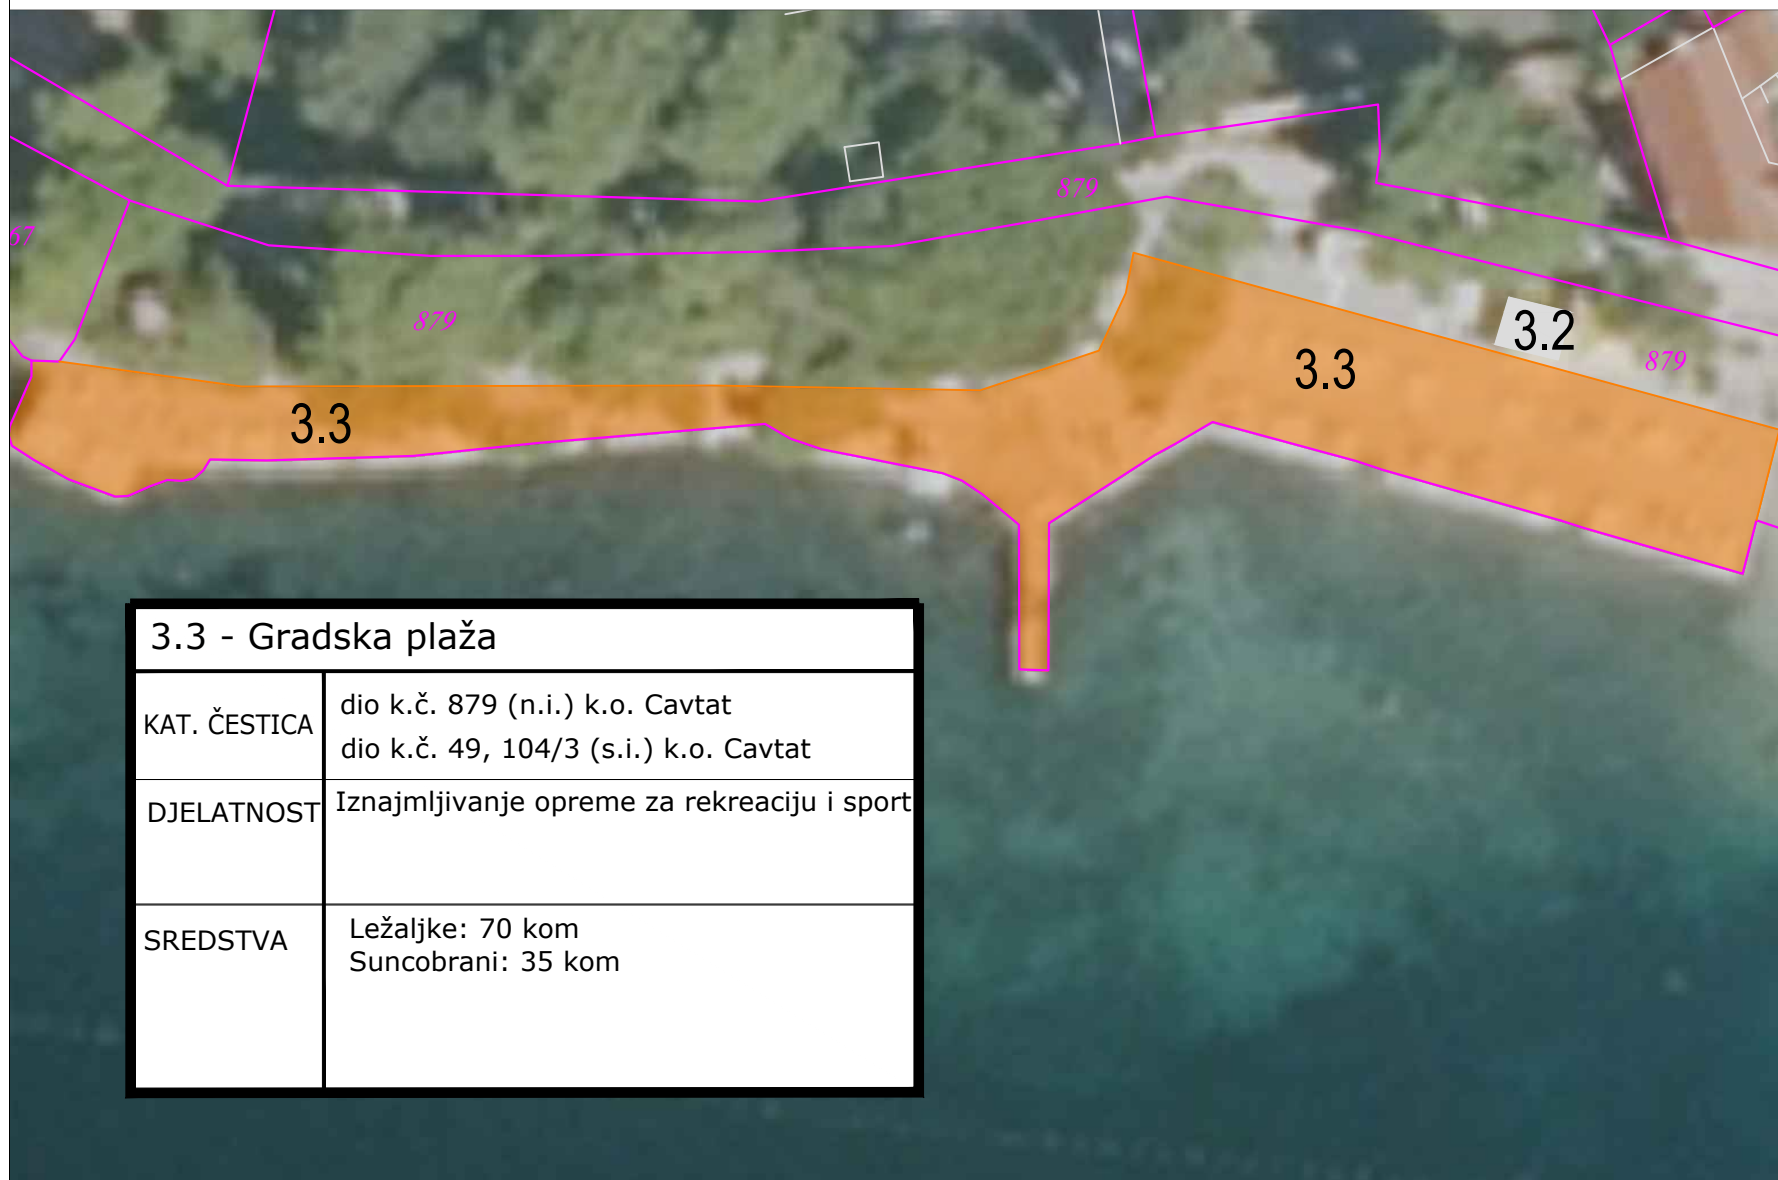 879
67
879
3.2
879
3.3
3.3
3.3 - Gradska plaža
KAT. ČESTICA
dio k.č. 879 (n.i.) k.o. Cavtat
dio k.č. 49, 104/3 (s.i.) k.o. Cavtat
DJELATNOST
Iznajmljivanje opreme za rekreaciju i sport
SREDSTVA
Ležaljke: 70 kom
Suncobrani: 35 kom